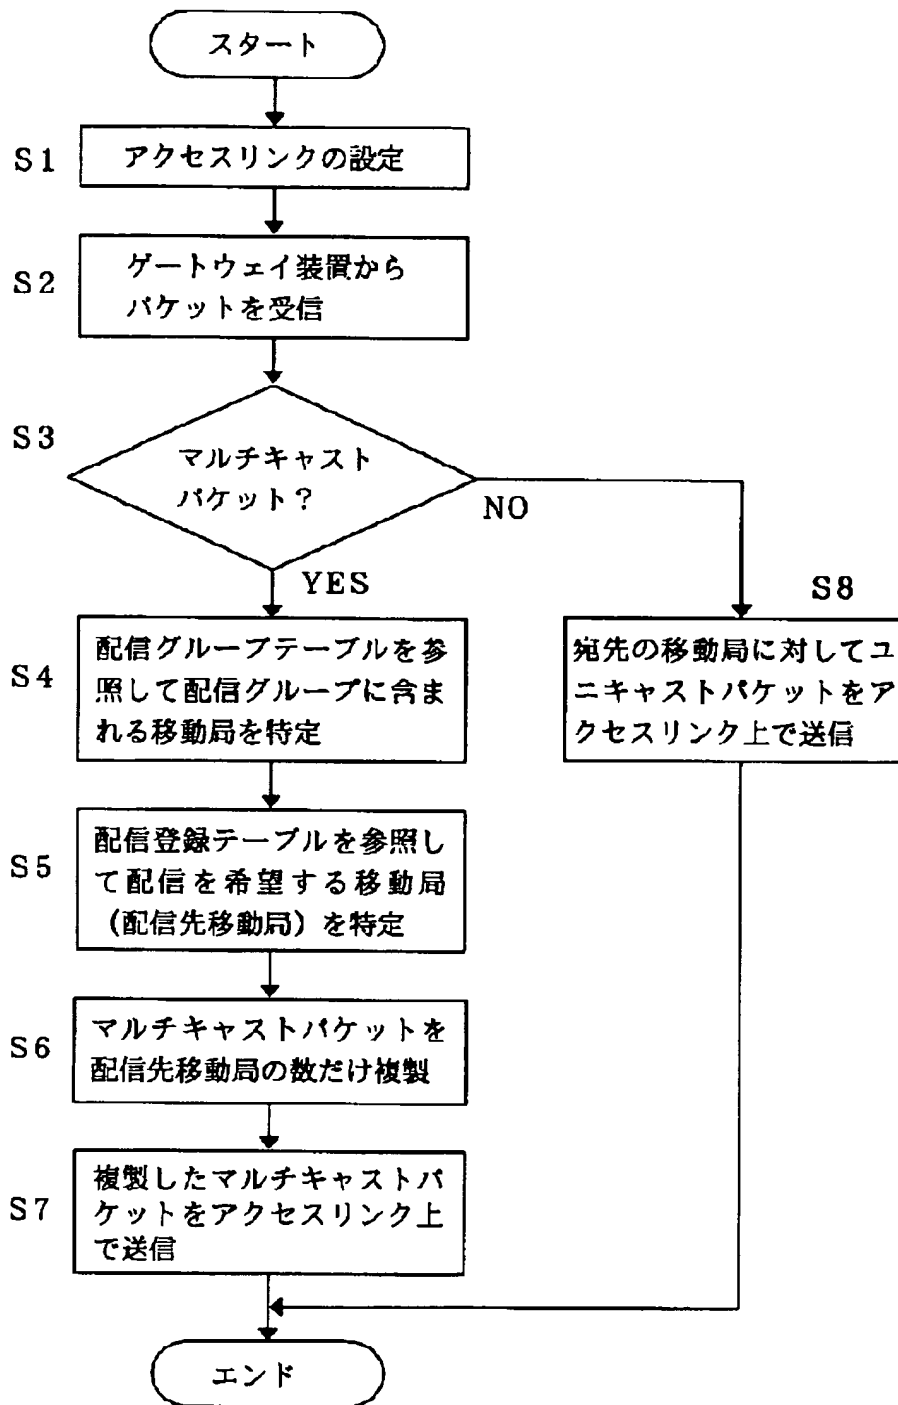 スタート
S1
アクセスリンクの設定
S2
ゲートウェイ装置から
パケットを受信
S3
マルチキャスト
パケット？
NO
YES
S4
配信グループテーブルを参
照して配信グループに含ま
れる移動局を特定
S8
宛先の移動局に対してユ
ニキャストパケットをア
クセスリンク上で送信
S5
配信登録テーブルを参照し
て配信を希望する移動局
（配信先移動局）を特定
S6
マルチキャストパケットを
配信先移動局の数だけ複製
S7
複製したマルチキャストパ
ケットをアクセスリンク上
で送信
エンド